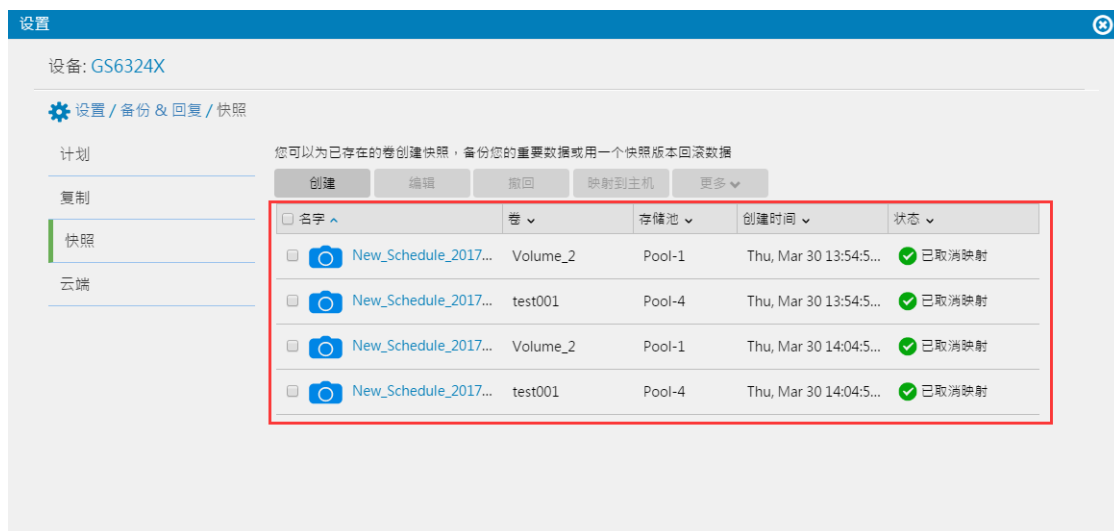 设置
设备: GS6324X
设置 / 备份 & 回复 / 快照
计划
复制
快照
云端
您可以为已存在的卷创建快照，备份您的重要数据或用一个快照版本回滚数据
创建 编辑 撤回 映射到主机 更多
名字 卷 存储池 创建时间 状态
New_Schedule_2017... Volume_2 Pool-1 Thu, Mar 30 13:54:5... 已取消映射
New_Schedule_2017... test001 Pool-4 Thu, Mar 30 13:54:5... 已取消映射
New_Schedule_2017... Volume_2 Pool-1 Thu, Mar 30 14:04:5... 已取消映射
New_Schedule_2017... test001 Pool-4 Thu, Mar 30 14:04:5... 已取消映射